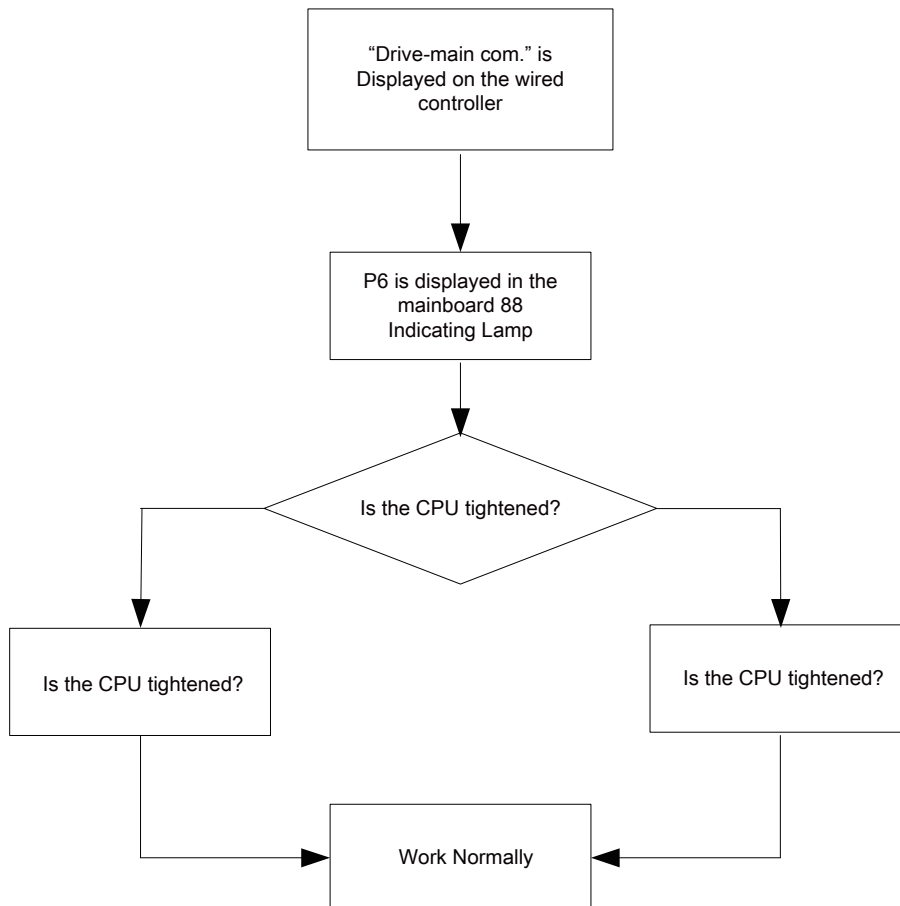 “Drive-main com.” is
Displayed on the wired
controller
P6 is displayed in the
mainboard 88
Indicating Lamp
Is the CPU tightened?
Is the CPU tightened?
Is the CPU tightened?
Work Normally